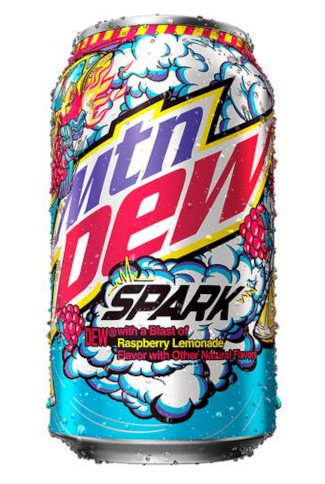 mtn
DEW
SPARK
DEW® with a Blast of
Raspberry Lemonade
Flavor with Other Natural Flavors